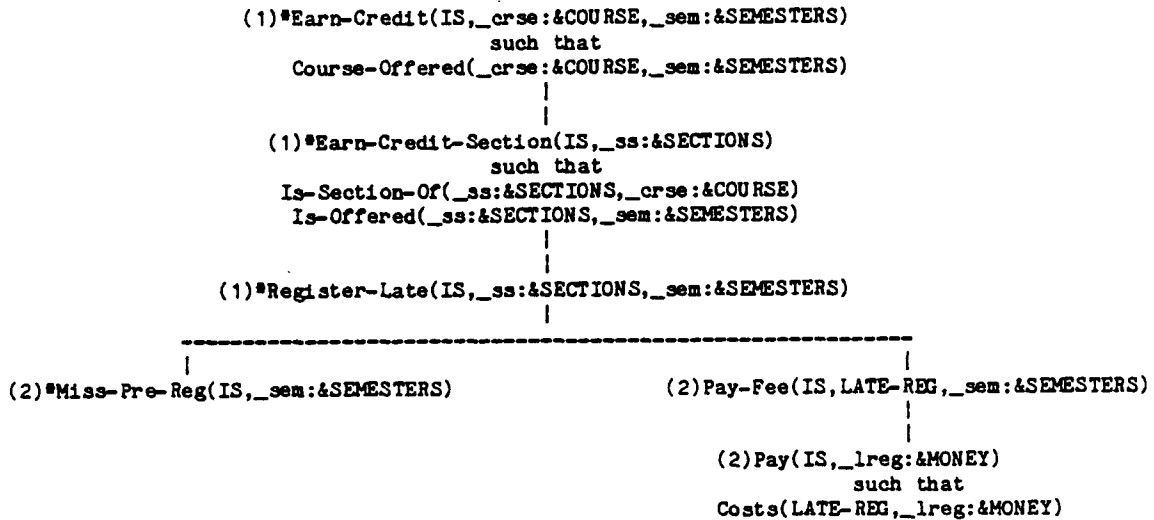 (1)*Earn-Credit(IS,_crse:&COURSE,_sem:&SEMESTERS)
such that
Course-Offered(_crse:&COURSE,_sem:&SEMESTERS)
(1)*Earn-Credit-Section(IS,_ss:&SECTIONS)
such that
Is-Section-Of(_ss:&SECTIONS,_crse:&COURSE)
Is-Offered(_ss:&SECTIONS,_sem:&SEMESTERS)
(1)*Register-Late(IS,_ss:&SECTIONS,_sem:&SEMESTERS)
(2)*Miss-Pre-Reg(IS,_sem:&SEMESTERS)
(2)Pay-Fee(IS,LATE-REG,_sem:&SEMESTERS)
(2)Pay(IS,_lreg:&MONEY)
such that
Costs(LATE-REG,_lreg:&MONEY)